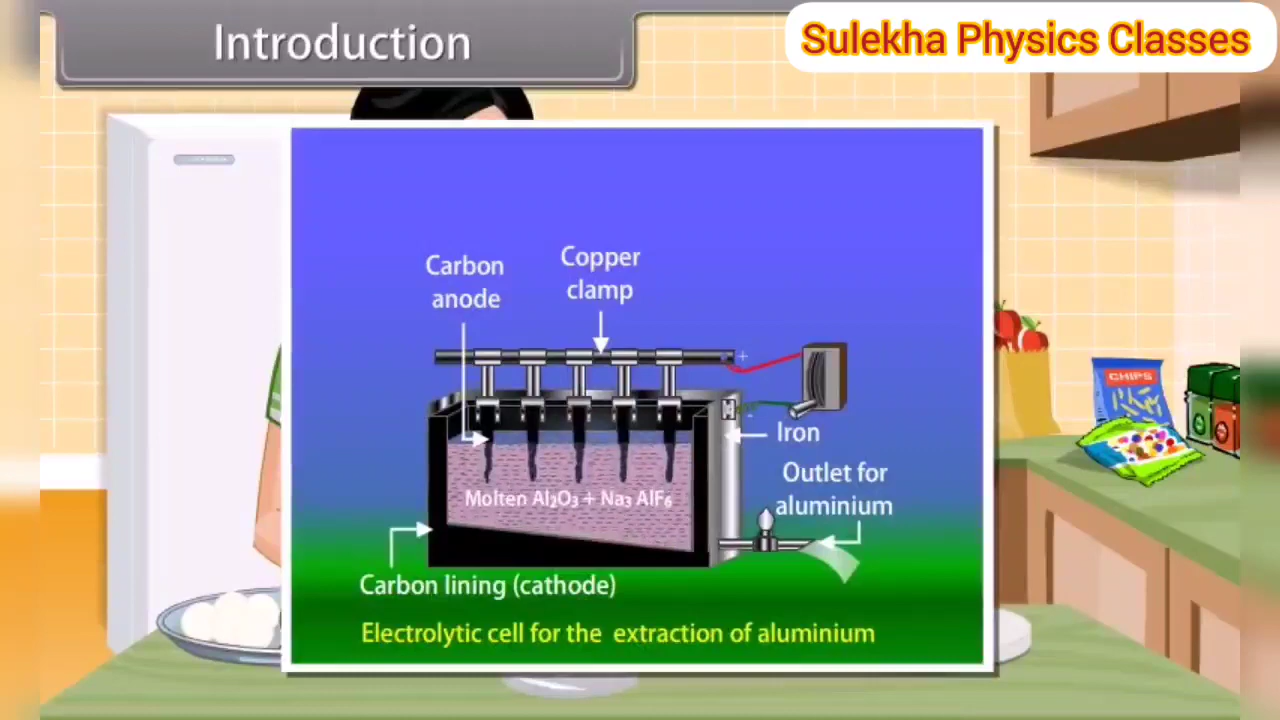 Introduction
Sulekha Physics Classes
Carbon
anode
Copper
clamp
+
-
Iron
Outlet for
aluminium
Molten Al₂O₃ + Na₃ AlF₆
Carbon lining (cathode)
Electrolytic cell for the extraction of aluminium
CHIPS